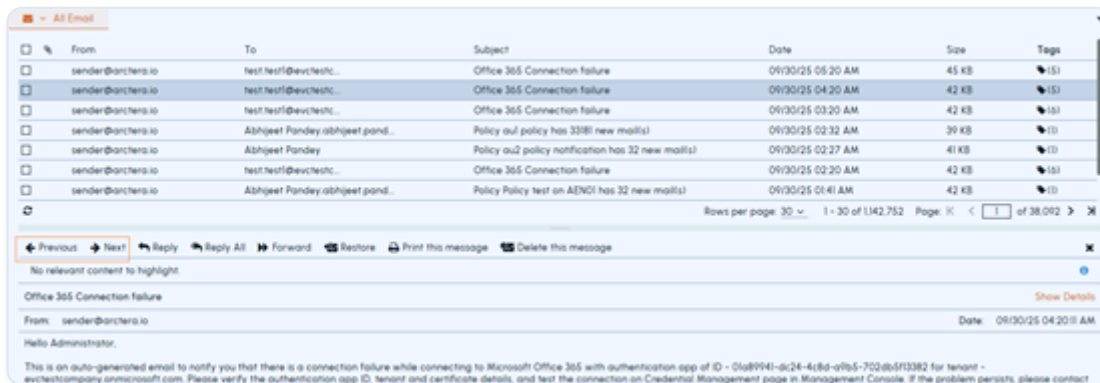 All Email
From To Subject Date Size Tags
sender@arctera.io test.test1@evctestc... Office 365 Connection failure 09/30/25 05:20 AM 45 KB (5)
sender@arctera.io test.test1@evctestc... Office 365 Connection failure 09/30/25 04:20 AM 42 KB (5)
sender@arctera.io test.test1@evctestc... Office 365 Connection failure 09/30/25 03:20 AM 42 KB (6)
sender@arctera.io Abhijeet Pandey:abhijeet.pand... Policy au1 policy has 33181 new mail(s) 09/30/25 02:32 AM 39 KB (1)
sender@arctera.io Abhijeet Pandey Policy au2 policy notification has 32 new mail(s) 09/30/25 02:27 AM 41 KB (1)
sender@arctera.io test.test1@evctestc... Office 365 Connection failure 09/30/25 02:20 AM 42 KB (6)
sender@arctera.io Abhijeet Pandey:abhijeet.pand... Policy Policy test on AEN01 has 32 new mail(s) 09/30/25 01:41 AM 42 KB (1)
Rows per page: 30 1 - 30 of 1,142,752 Page: 1 of 38,092
Previous Next Reply Reply All Forward Restore Print this message Delete this message
No relevant content to highlight.
Office 365 Connection failure Show Details
From: sender@arctera.io Date: 09/30/25 04:20:11 AM
Hello Administrator,
This is an auto-generated email to notify you that there is a connection failure while connecting to Microsoft Office 365 with authentication app of ID - for tenant -
evctestcompany.onmicrosoft.com. Please verify the authentication app ID, tenant and certificate details, and test the connection on Credential Management page in Management Console. If the problem persists, please contact